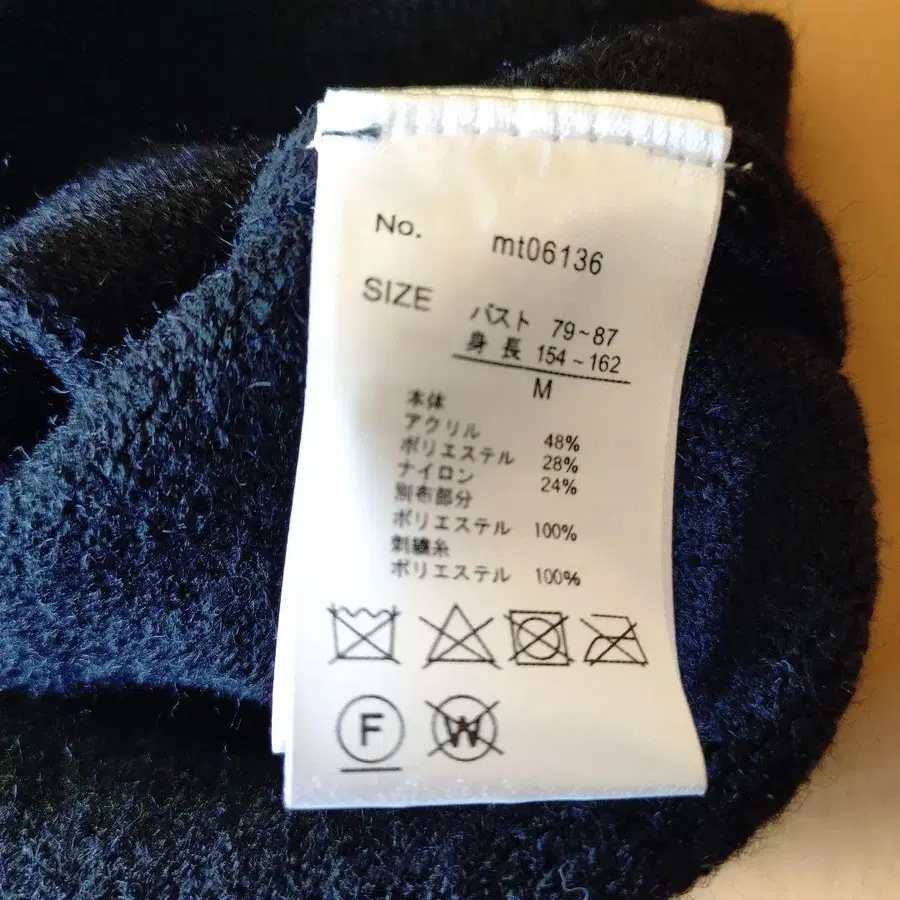 No. mt06136
SIZE バスト 79~87
身長 154~162
M
本体
アクリル 48%
ポリエステル 28%
ナイロン 24%
別布部分
ポリエステル 100%
刺繍糸
ポリエステル 100%
F W